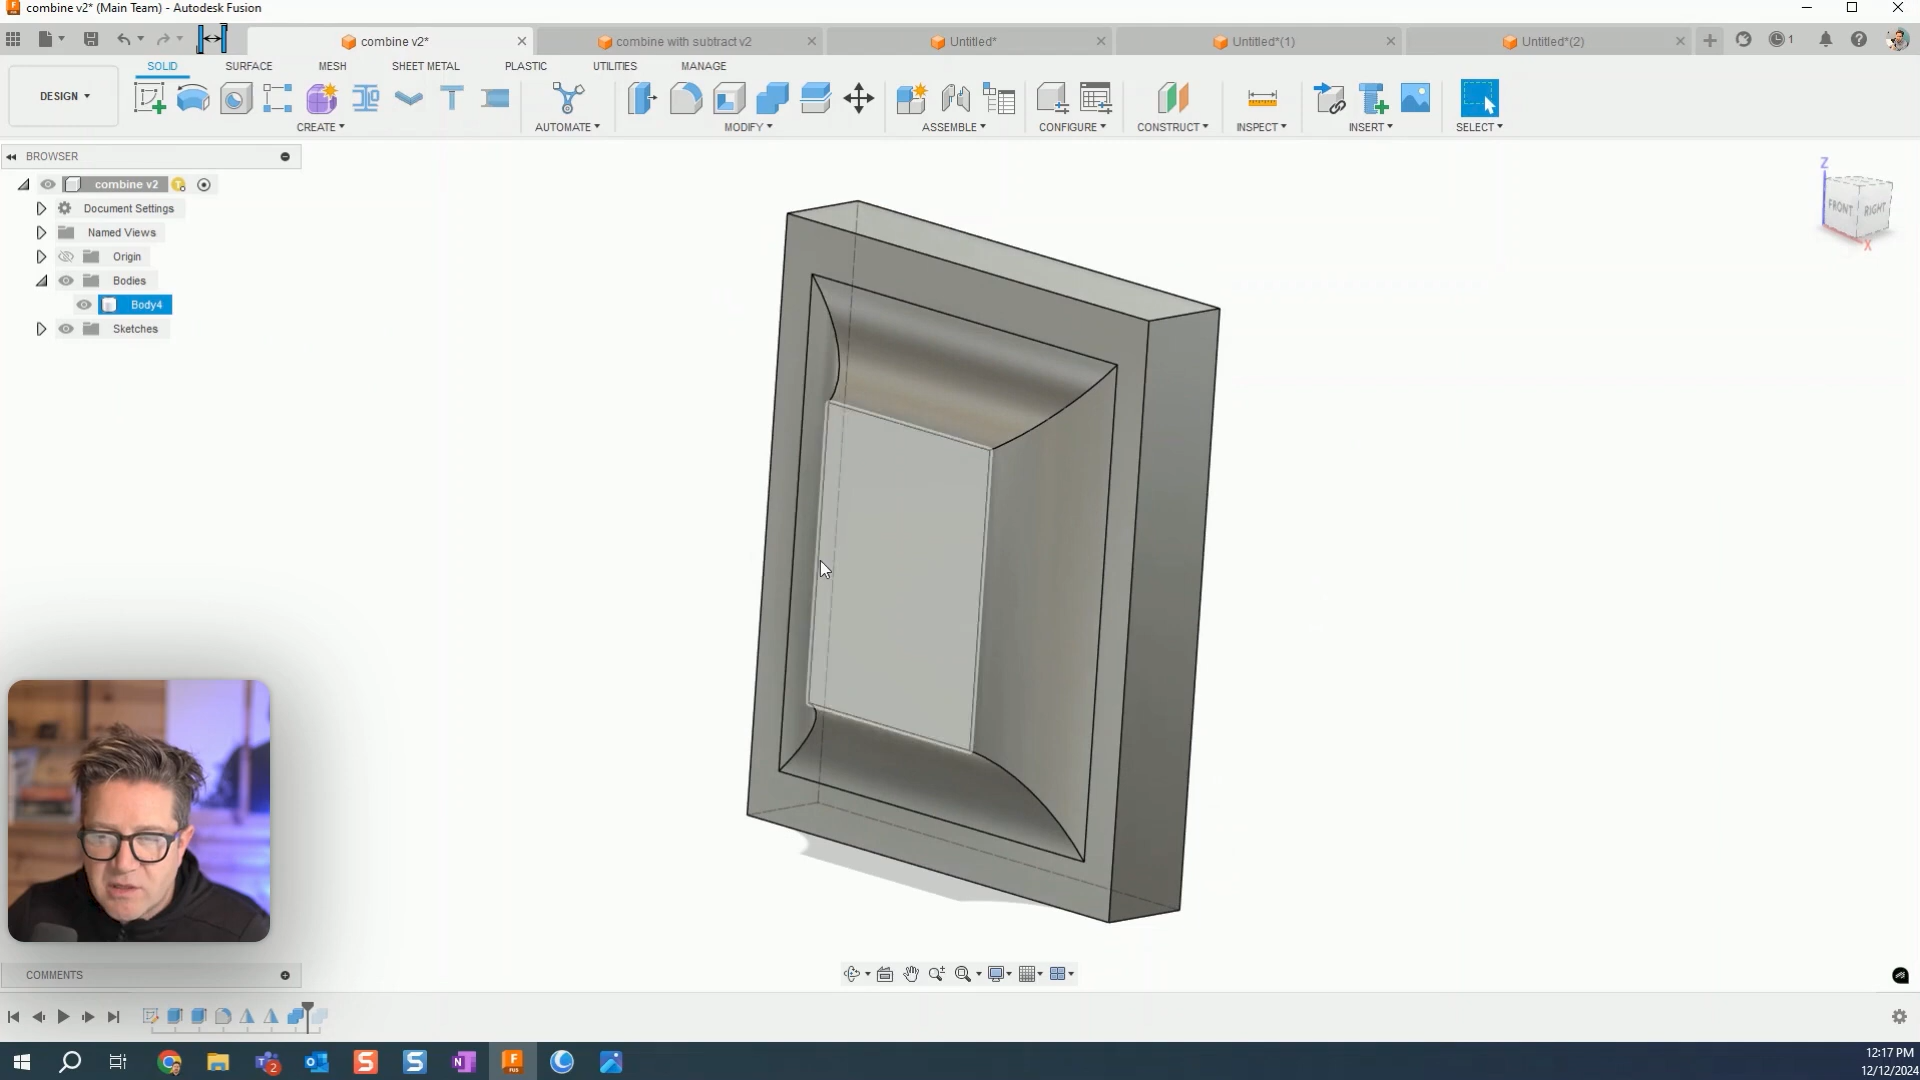 combine v2* (Main Team) - Autodesk Fusion
combine v2*
combine with subtract v2
Untitled*
Untitled*(1)
Untitled*(2)
1
DESIGN
SOLID
SURFACE
MESH
SHEET METAL
PLASTIC
UTILITIES
MANAGE
CREATE
AUTOMATE
MODIFY
ASSEMBLE
CONFIGURE
CONSTRUCT
INSPECT
INSERT
SELECT
BROWSER
combine v2
Document Settings
Named Views
Origin
Bodies
Body4
Sketches
Z
FRONT
RIGHT
X
COMMENTS
2
12:17 PM
12/12/2024